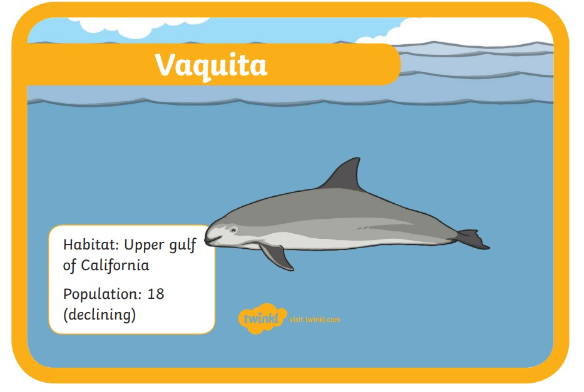 Vaquita
Habitat: Upper gulf
of California
Population: 18
(declining)
twinkl visit twinkl.com